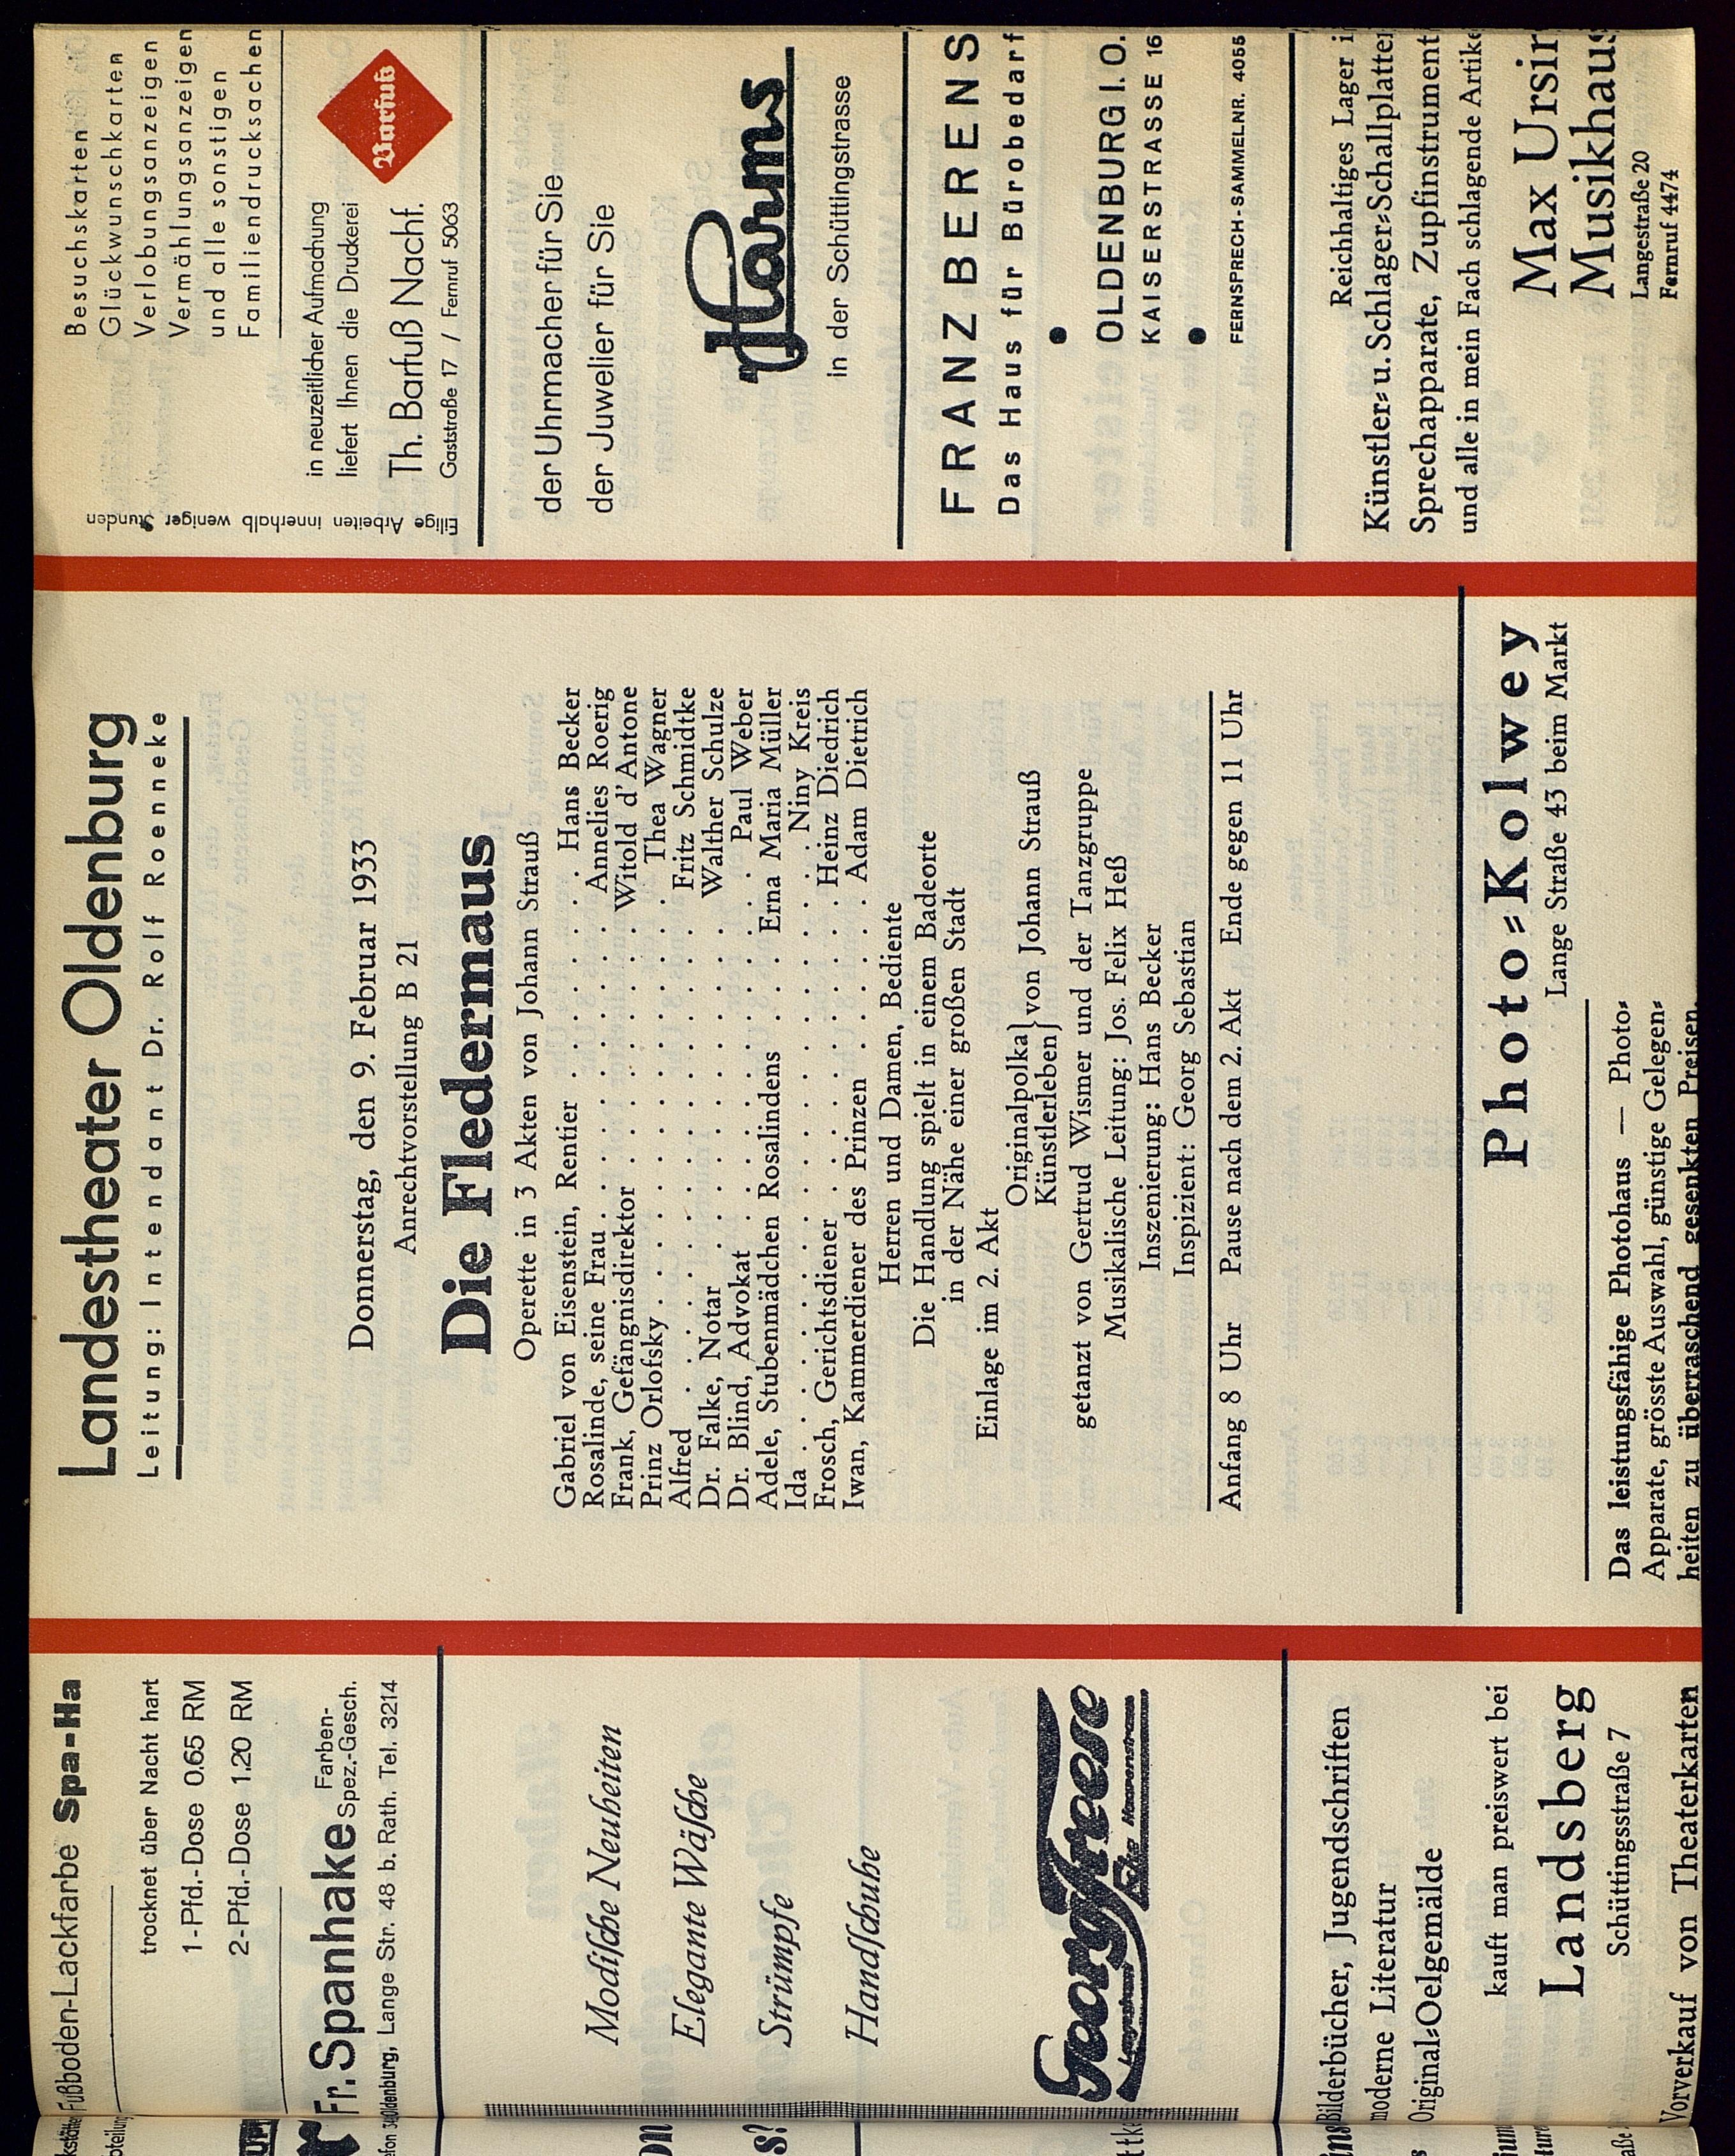 Fußboden-Lackfarbe Spa-Ha
trocknet über Nacht hart
1-Pfd.-Dose 0.65 RM
2-Pfd.-Dose 1.20 RM
Fr. Spanhake Farben-
Spez.-Gesch.
Oldenburg, Lange Str. 48 b. Rath. Tel. 3214
Modische Neuheiten
Elegante Wäsche
Strümpfe
Handschuhe
Georg Freese
Langestrasse Ecke Haarenstrasse
Bilderbücher, Jugendschriften
moderne Literatur
Original-Oelgemälde
kauft man preiswert bei
Landsberg
Schüttingsstraße 7
Vorverkauf von Theaterkarten
Landestheater Oldenburg
Leitung: Intendant Dr. Rolf Roenneke
Donnerstag, den 9. Februar 1933
Anrechtvorstellung B 21
Die Fledermaus
Operette in 3 Akten von Johann Strauß
Gabriel von Eisenstein, Rentier . . . . . . . . Hans Becker
Rosalinde, seine Frau . . . . . . . . . . . . Annelies Roerig
Frank, Gefängnisdirektor . . . . . . . . . . Witold d'Antone
Prinz Orlofsky . . . . . . . . . . . . . . . Thea Wagner
Alfred . . . . . . . . . . . . . . . . . . Fritz Schmidtke
Dr. Falke, Notar . . . . . . . . . . . . . Walther Schulze
Dr. Blind, Advokat . . . . . . . . . . . . . Paul Weber
Adele, Stubenmädchen Rosalindens . . . . Erna Maria Müller
Ida . . . . . . . . . . . . . . . . . . . . Niny Kreis
Frosch, Gerichtsdiener . . . . . . . . . . . Heinz Diedrich
Iwan, Kammerdiener des Prinzen . . . . . . . Adam Dietrich
Herren und Damen, Bediente
Die Handlung spielt in einem Badeorte
in der Nähe einer großen Stadt
Einlage im 2. Akt
Originalpolka
Künstlerleben } von Johann Strauß
getanzt von Gertrud Wismer und der Tanzgruppe
Musikalische Leitung: Jos. Felix Heß
Inszenierung: Hans Becker
Inspizient: Georg Sebastian
Anfang 8 Uhr Pause nach dem 2. Akt Ende gegen 11 Uhr
Photo-Kolwey
Lange Straße 43 beim Markt
Das leistungsfähige Photohaus — Photo-
Apparate, grösste Auswahl, günstige Gelegen-
heiten zu überraschend gesenkten Preisen.
Besuchskarten
Glückwunschkarten
Verlobungsanzeigen
Vermählungsanzeigen
und alle sonstigen
Familiendrucksachen
in neuzeitlicher Aufmachung
liefert Ihnen die Druckerei
Th. Barfuß Nachf.
Gaststraße 17 / Fernruf 5063
Barfuß
Eilige Arbeiten innerhalb weniger Stunden
der Uhrmacher für Sie
der Juwelier für Sie
Harms
in der Schüttingstrasse
FRANZ BERENS
Das Haus für Bürobedarf
OLDENBURG I. O.
KAISERSTRASSE 16
FERNSPRECH-SAMMELNR. 4055
Reichhaltiges Lager i
Künstler- u. Schlager-Schallplatte
Sprechapparate, Zupfinstrument
und alle in mein Fach schlagende Artike
Max Ursin
Musikhaus
Langestraße 20
Fernruf 4474